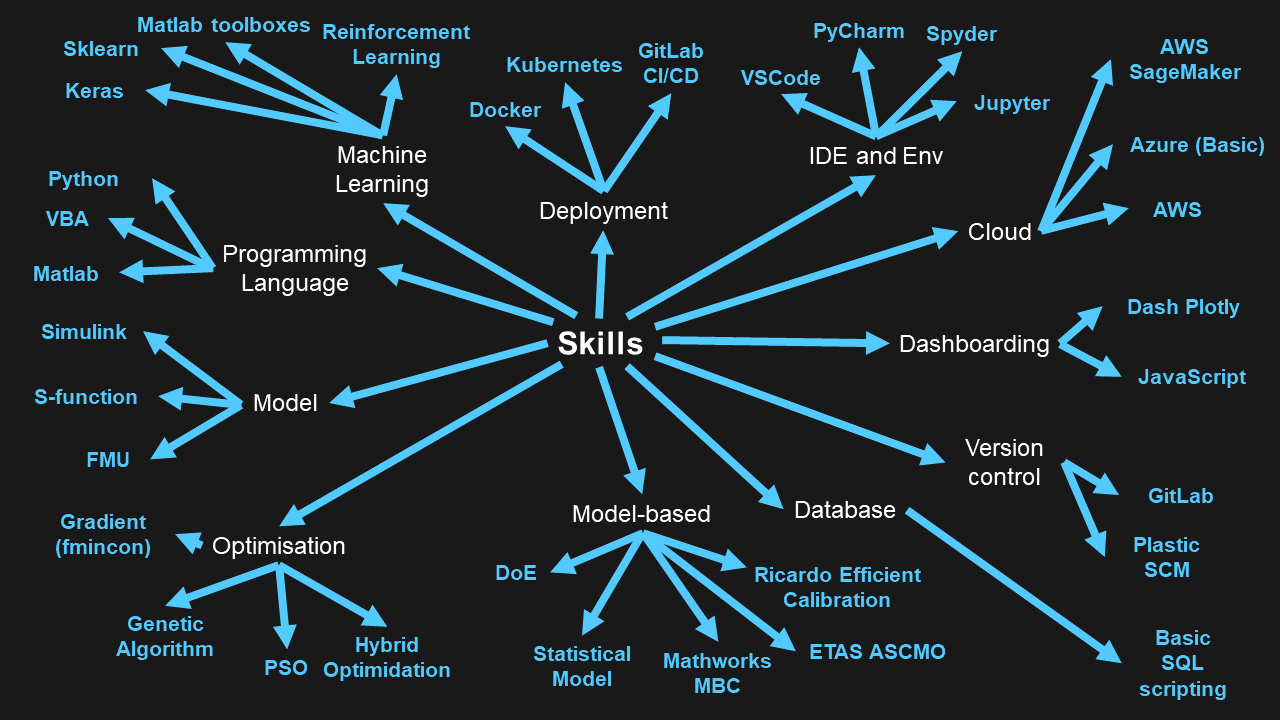 Matlab toolboxes
Sklearn
Keras
Reinforcement
Learning
Machine
Learning
Kubernetes
GitLab
CI/CD
Docker
Deployment
PyCharm
Spyder
VSCode
Jupyter
IDE and Env
AWS
SageMaker
Azure (Basic)
AWS
Cloud
Python
VBA
Matlab
Programming
Language
Skills
Dash Plotly
Dashboarding
JavaScript
Simulink
S-function
FMU
Model
Version
control
GitLab
Plastic
SCM
Gradient
(fmincon)
Optimisation
Genetic
Algorithm
PSO
Hybrid
Optimidation
Model-based
DoE
Statistical
Model
Mathworks
MBC
ETAS ASCMO
Ricardo Efficient
Calibration
Database
Basic
SQL
scripting